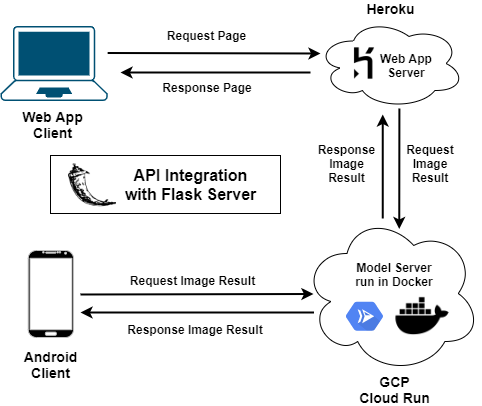 Heroku
Request Page
Web App
Server
Response Page
Web App
Client
Response
Image
Result
Request
Image
Result
API Integration
with Flask Server
Model Server
run in Docker
Request Image Result
Response Image Result
Android
Client
GCP
Cloud Run